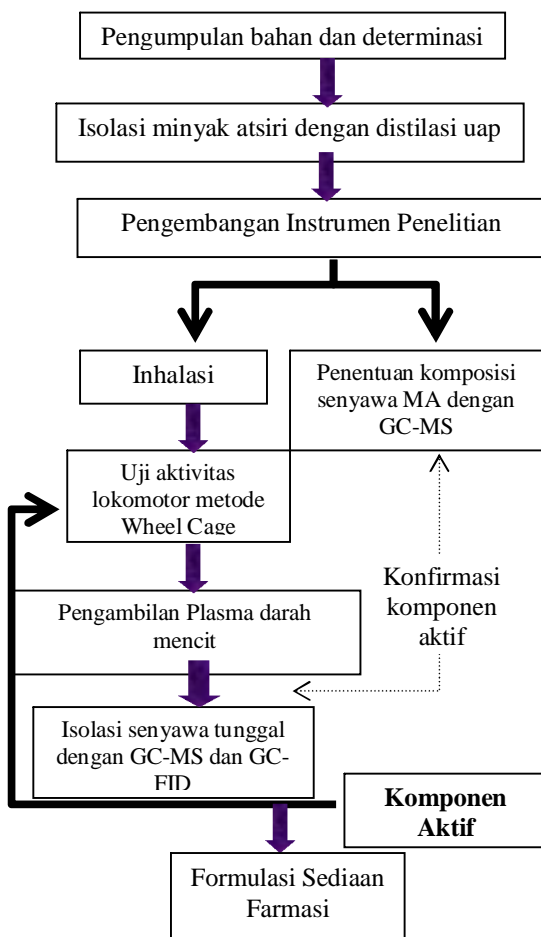 Pengumpulan bahan dan determinasi
Isolasi minyak atsiri dengan distilasi uap
Pengembangan Instrumen Penelitian
Inhalasi
Penentuan komposisi
senyawa MA dengan
GC-MS
Uji aktivitas
lokomotor metode
Wheel Cage
Konfirmasi
komponen
aktif
Pengambilan Plasma darah
mencit
Isolasi senyawa tunggal
dengan GC-MS dan GC-
FID
Komponen
Aktif
Formulasi Sediaan
Farmasi